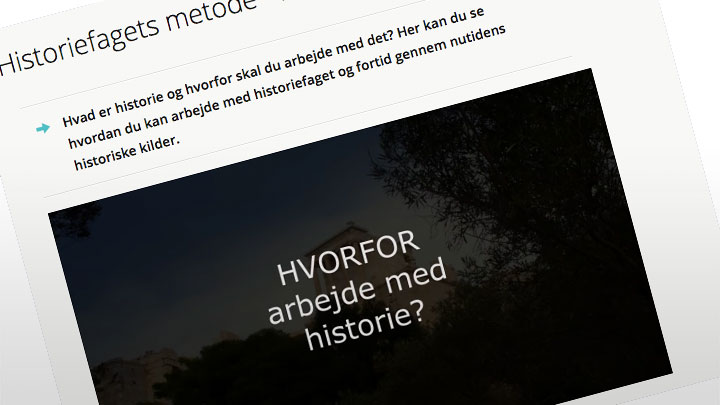 Historiefagets metode
Hvad er historie og hvorfor skal du arbejde med det? Her kan du se
hvordan du kan arbejde med historiefaget og fortid gennem nutidens
historiske kilder.
HVORFOR
arbejde med
historie?